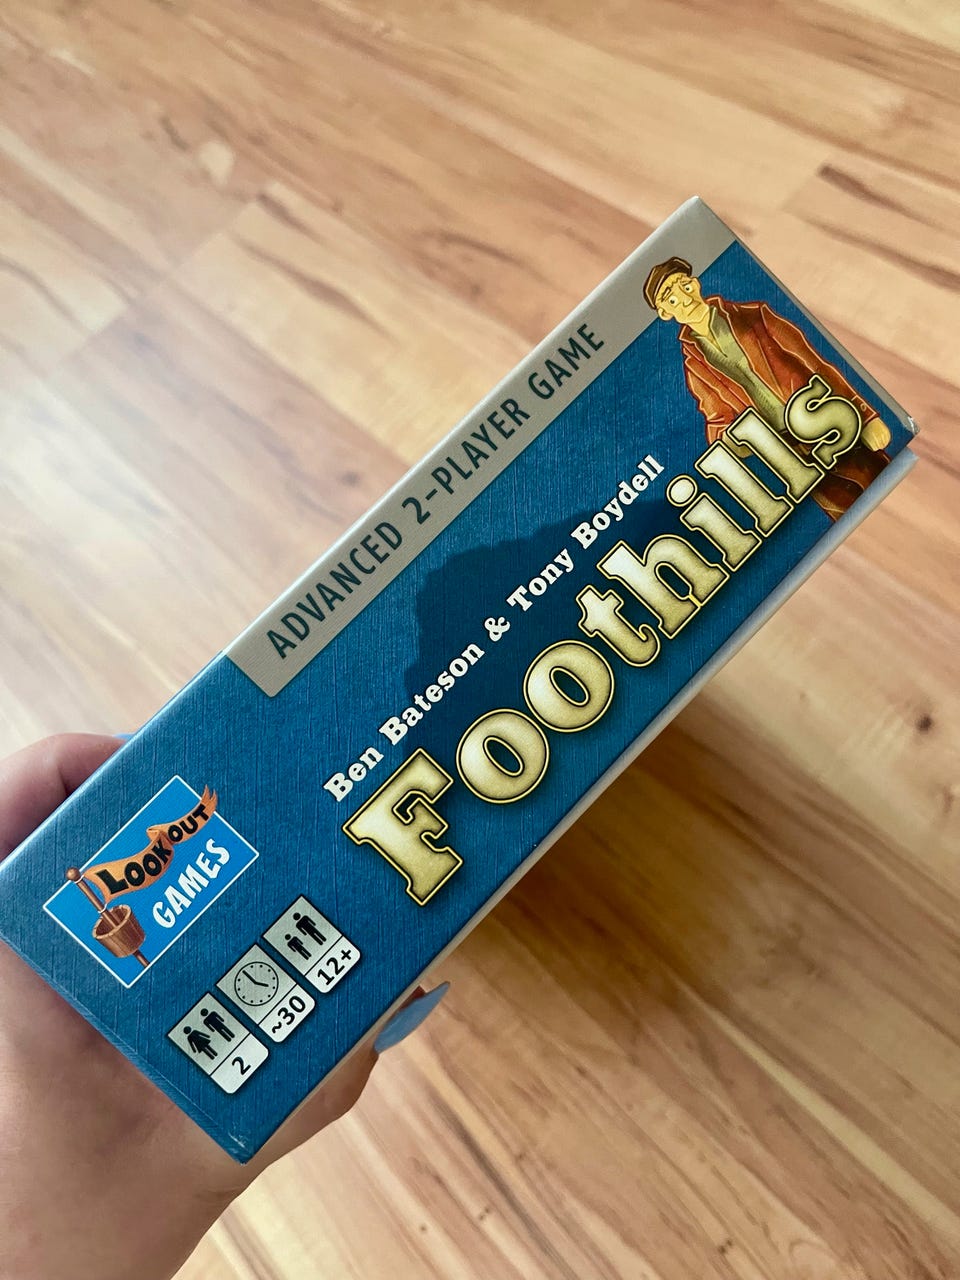 ADVANCED 2-PLAYER GAME
Ben Bateson & Tony Boydell
Foothills
LOOKOUT
GAMES
2
~30
12+